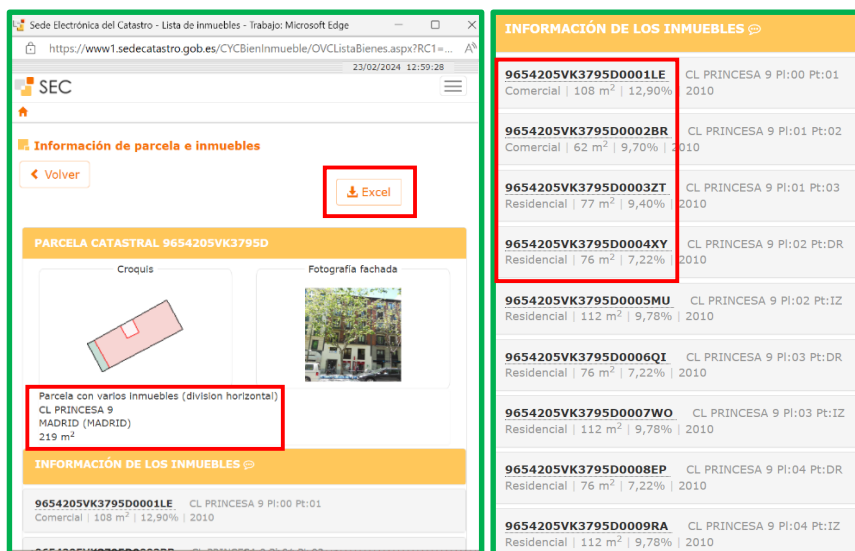 Sede Electrónica del Catastro - Lista de inmuebles - Trabajo: Microsoft Edge
https://www1.sedecatastro.gob.es/CYCBienInmueble/OVCListaBienes.aspx?RC1=...
23/02/2024 12:59:28
SEC
Información de parcela e inmuebles
Volver
Excel
PARCELA CATASTRAL 9654205VK3795D
Croquis
Fotografía fachada
Parcela con varios inmuebles (division horizontal)
CL PRINCESA 9
MADRID (MADRID)
219 m²
INFORMACIÓN DE LOS INMUEBLES
9654205VK3795D0001LE CL PRINCESA 9 Pl:00 Pt:01
Comercial | 108 m² | 12,90% | 2010
INFORMACIÓN DE LOS INMUEBLES
9654205VK3795D0001LE CL PRINCESA 9 Pl:00 Pt:01
Comercial | 108 m² | 12,90% | 2010
9654205VK3795D0002BR CL PRINCESA 9 Pl:01 Pt:02
Comercial | 62 m² | 9,70% | 2010
9654205VK3795D0003ZT CL PRINCESA 9 Pl:01 Pt:03
Residencial | 77 m² | 9,40% | 2010
9654205VK3795D0004XY CL PRINCESA 9 Pl:02 Pt:DR
Residencial | 76 m² | 7,22% | 2010
9654205VK3795D0005MU CL PRINCESA 9 Pl:02 Pt:IZ
Residencial | 112 m² | 9,78% | 2010
9654205VK3795D0006QI CL PRINCESA 9 Pl:03 Pt:DR
Residencial | 76 m² | 7,22% | 2010
9654205VK3795D0007WO CL PRINCESA 9 Pl:03 Pt:IZ
Residencial | 112 m² | 9,78% | 2010
9654205VK3795D0008EP CL PRINCESA 9 Pl:04 Pt:DR
Residencial | 76 m² | 7,22% | 2010
9654205VK3795D0009RA CL PRINCESA 9 Pl:04 Pt:IZ
Residencial | 112 m² | 9,78% | 2010